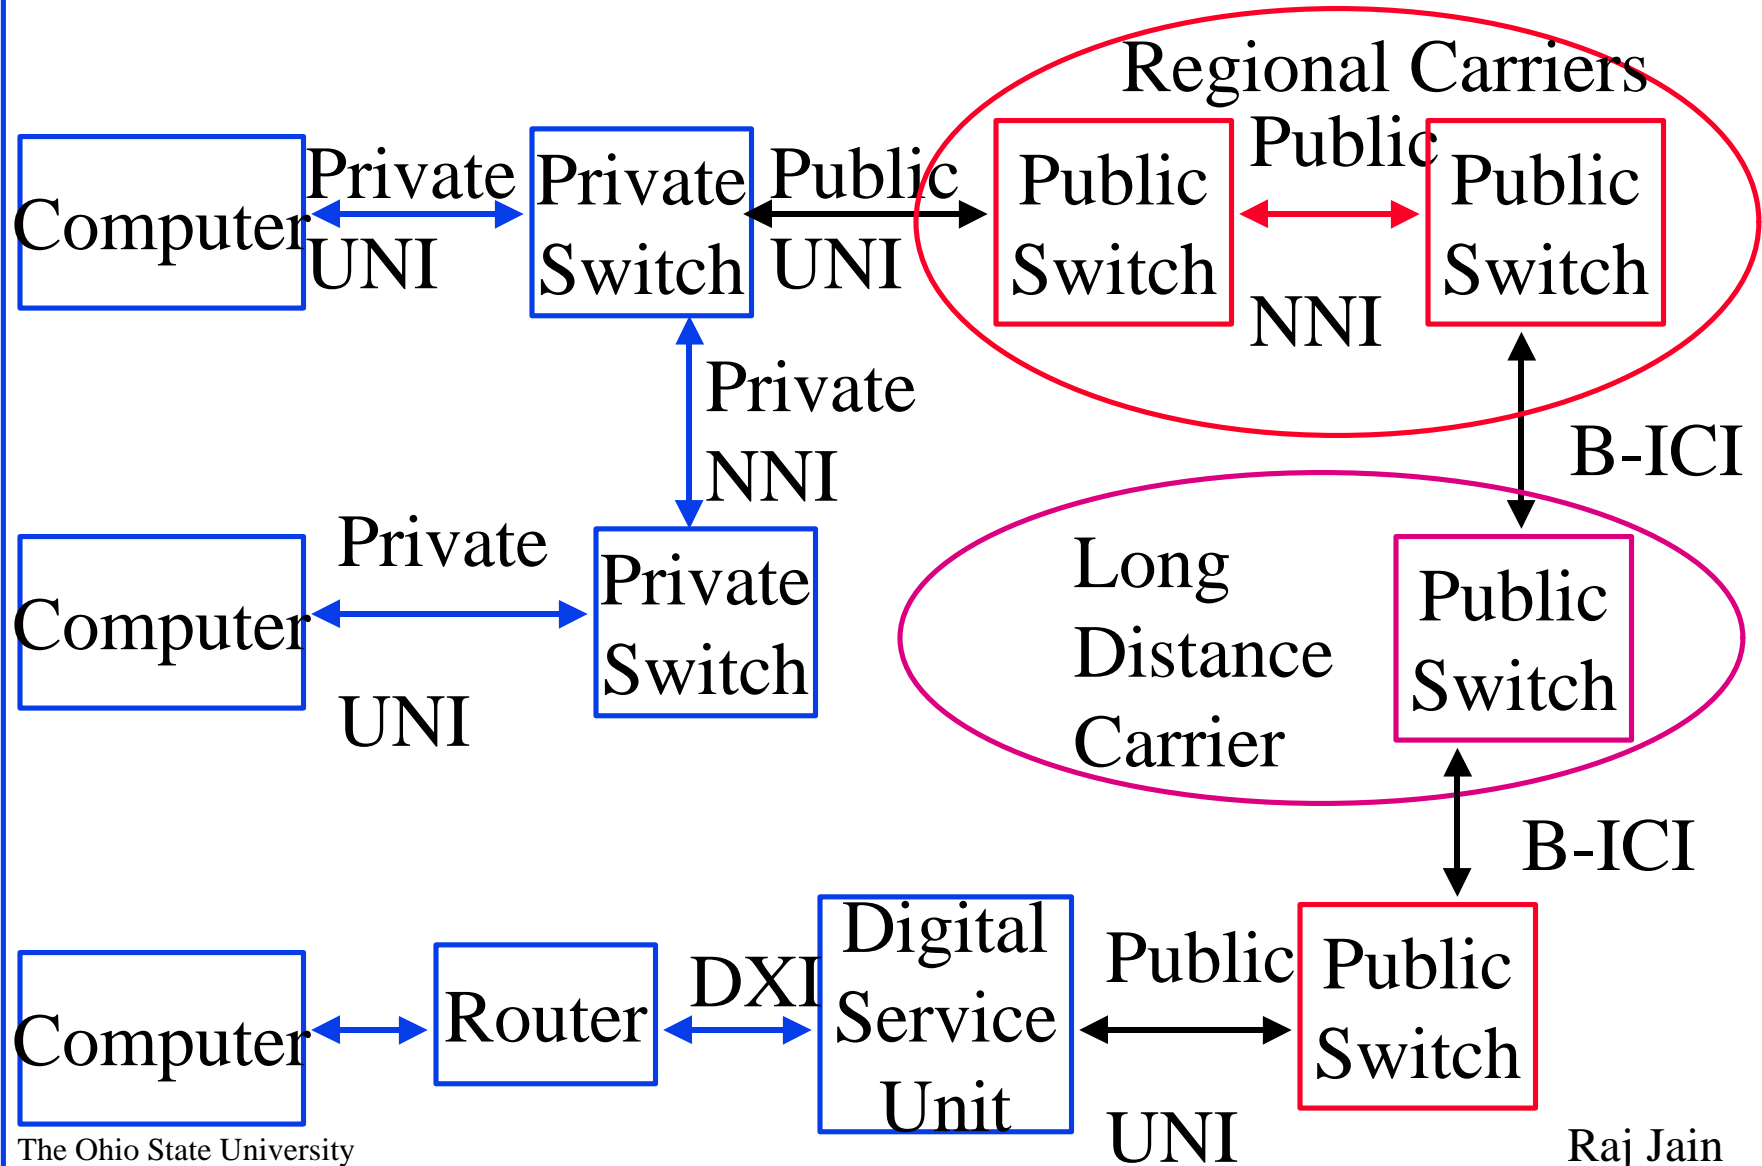 Regional Carriers
Computer
Private
UNI
Private
Switch
Public
UNI
Public
Switch
Public
NNI
Public
Switch
Private
NNI
B-ICI
Computer
Private
UNI
Private
Switch
Long
Distance
Carrier
Public
Switch
B-ICI
Computer
Router
DXI
Digital
Service
Unit
Public
UNI
Public
Switch
The Ohio State University
Raj Jain